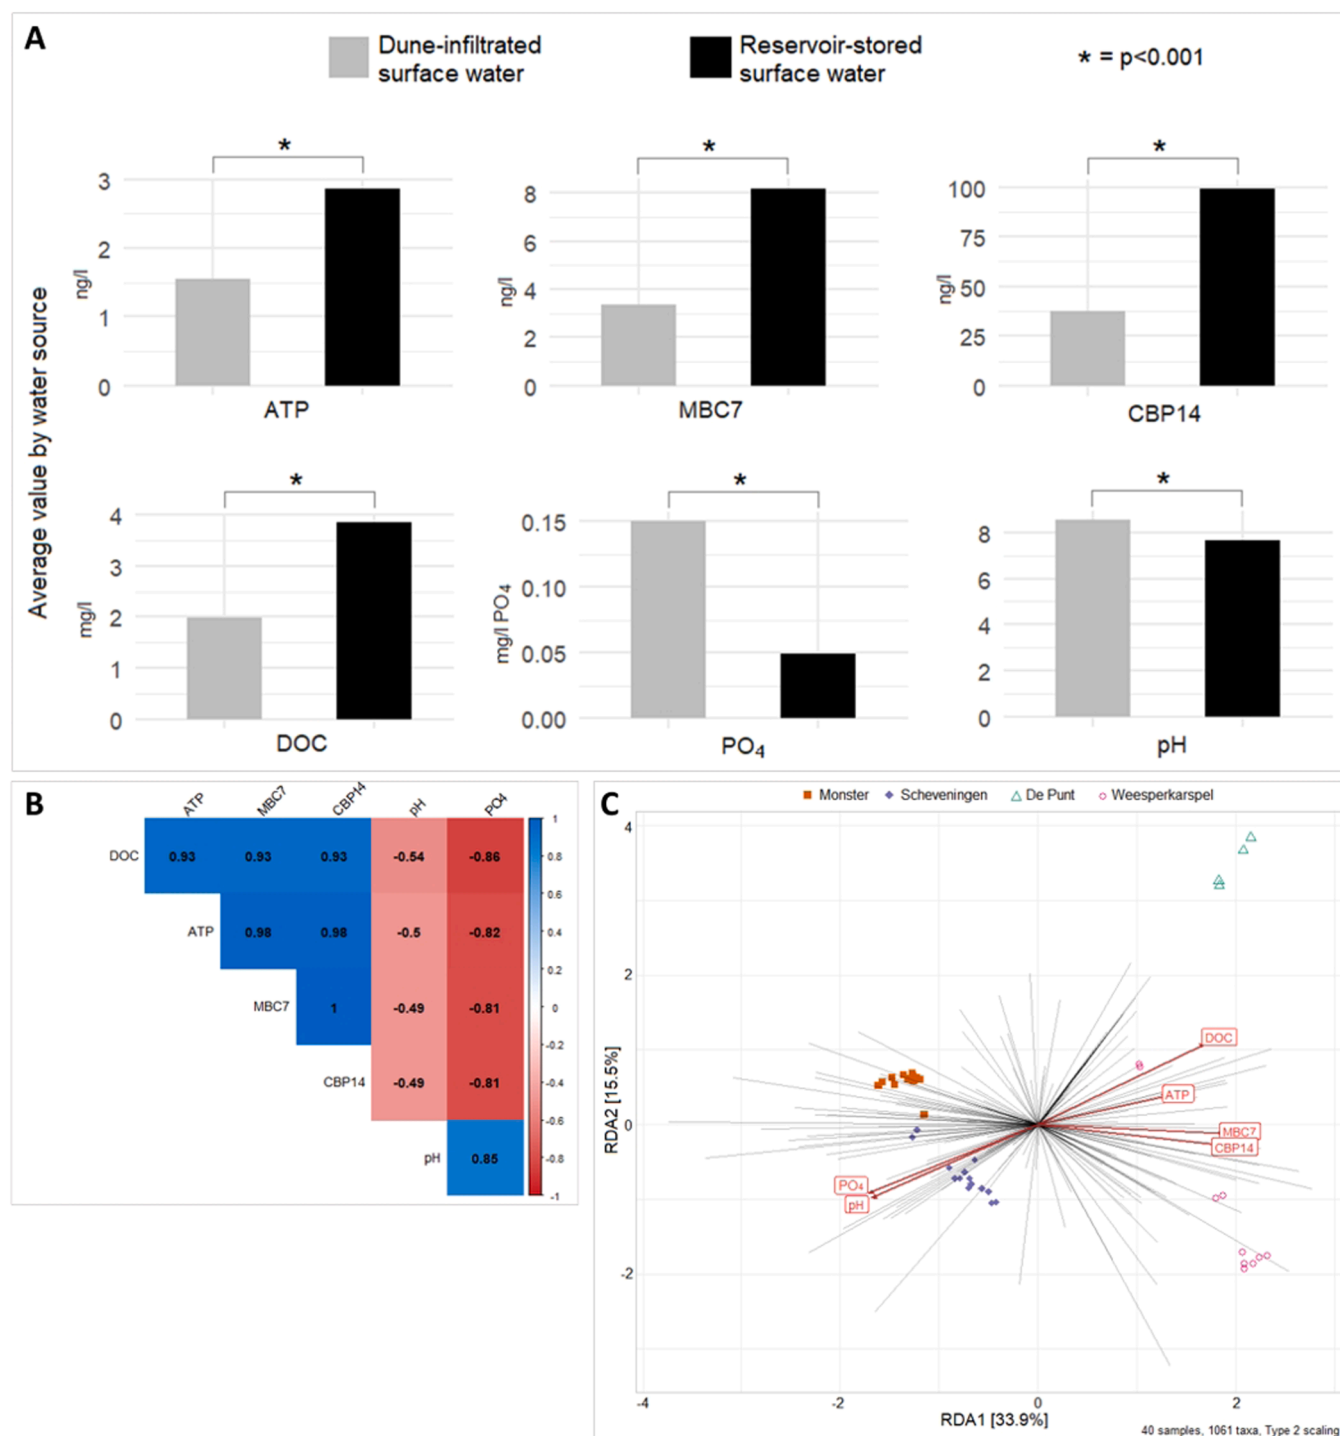 A
Dune-infiltrated
surface water
Reservoir-stored
surface water
* = p<0.001
Average value by water source
*
3
2
1
0
ng/l
ATP
*
8
6
4
2
0
ng/l
MBC7
*
100
75
50
25
0
ng/l
CBP14
*
4
3
2
1
0
mg/l
DOC
*
0.15
0.10
0.05
0.00
mg/l PO₄
PO₄
*
8
6
4
2
0
pH
B
ATP MBC7 CBP14 pH PO4
DOC 0.93 0.93 0.93 -0.54 -0.86
ATP 0.98 0.98 -0.5 -0.82
MBC7 1 -0.49 -0.81
CBP14 -0.49 -0.81
pH 0.85
1
0.8
0.6
0.4
0.2
0
-0.2
-0.4
-0.6
-0.8
-1
C
Monster Scheveningen De Punt Weesperkarspel
4
2
0
-2
RDA2 [15.5%]
DOC
ATP
MBC7
CBP14
PO₄
pH
-4 -2 0 2
RDA1 [33.9%]
40 samples, 1061 taxa, Type 2 scaling